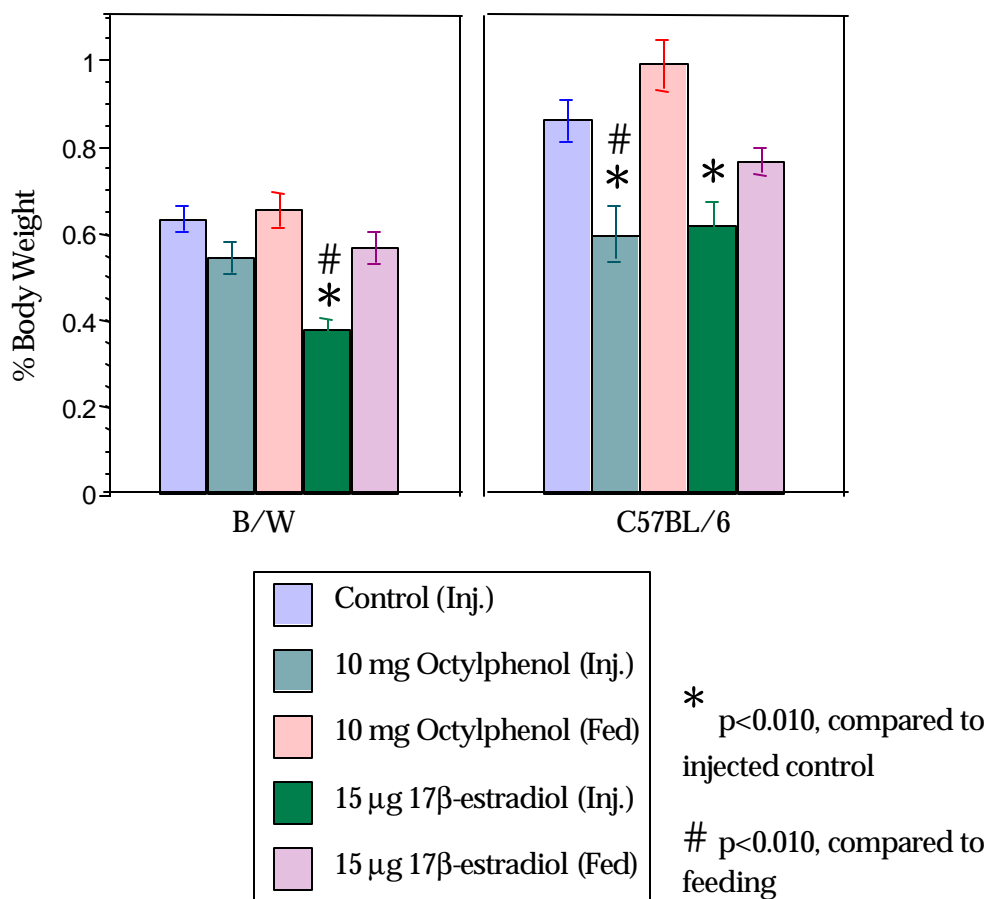 % Body Weight
1
0.8
0.6
0.4
0.2
0
#
*
#
*
*
B/W
C57BL/6
Control (Inj.)
10 mg Octylphenol (Inj.)
10 mg Octylphenol (Fed)
15 µg 17β-estradiol (Inj.)
15 µg 17β-estradiol (Fed)
* p<0.010, compared to
injected control
# p<0.010, compared to
feeding